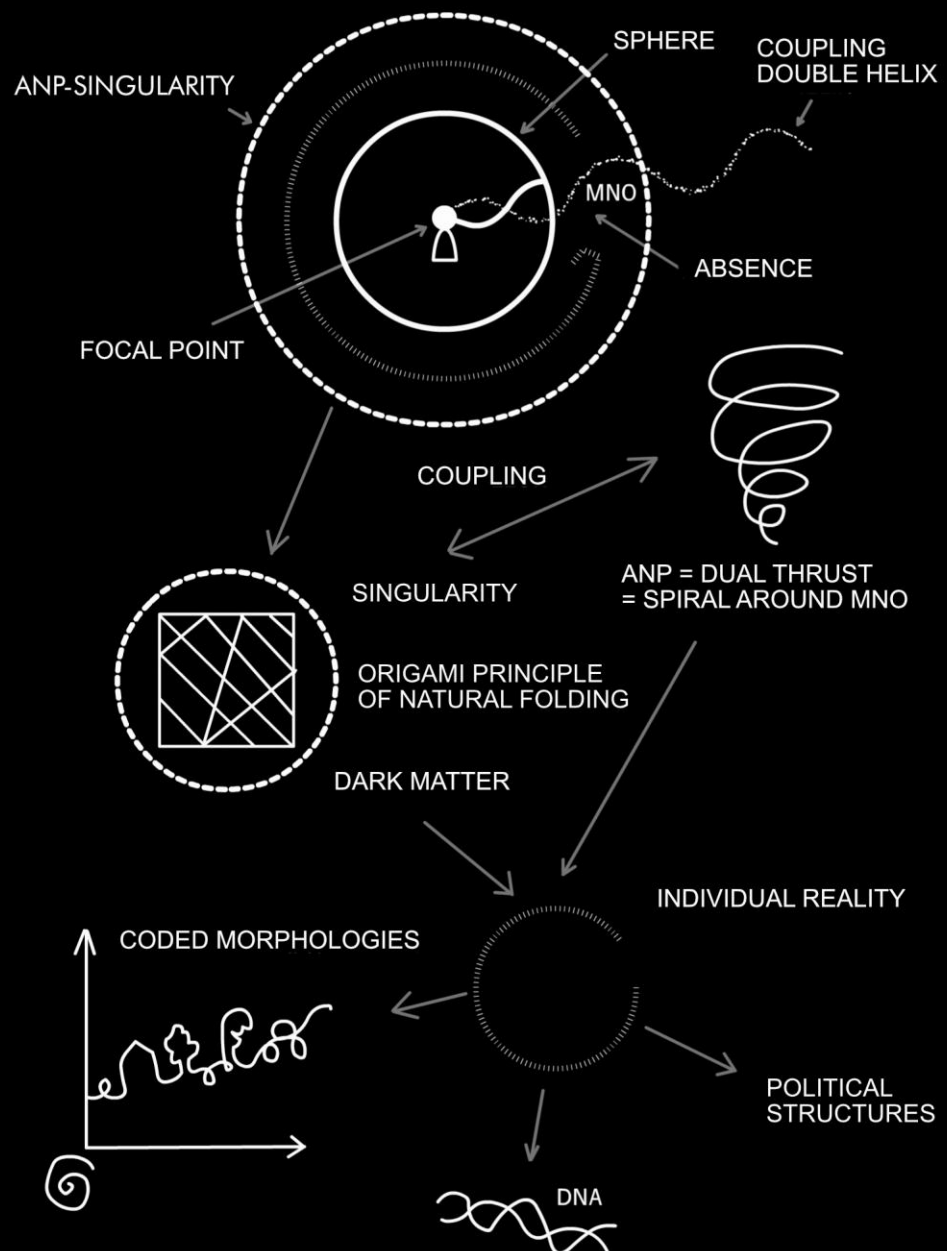 SPHERE
COUPLING
DOUBLE HELIX
ANP-SINGULARITY
MNO
ABSENCE
FOCAL POINT
COUPLING
SINGULARITY
ANP = DUAL THRUST
= SPIRAL AROUND MNO
ORIGAMI PRINCIPLE
OF NATURAL FOLDING
DARK MATTER
INDIVIDUAL REALITY
CODED MORPHOLOGIES
POLITICAL
STRUCTURES
DNA